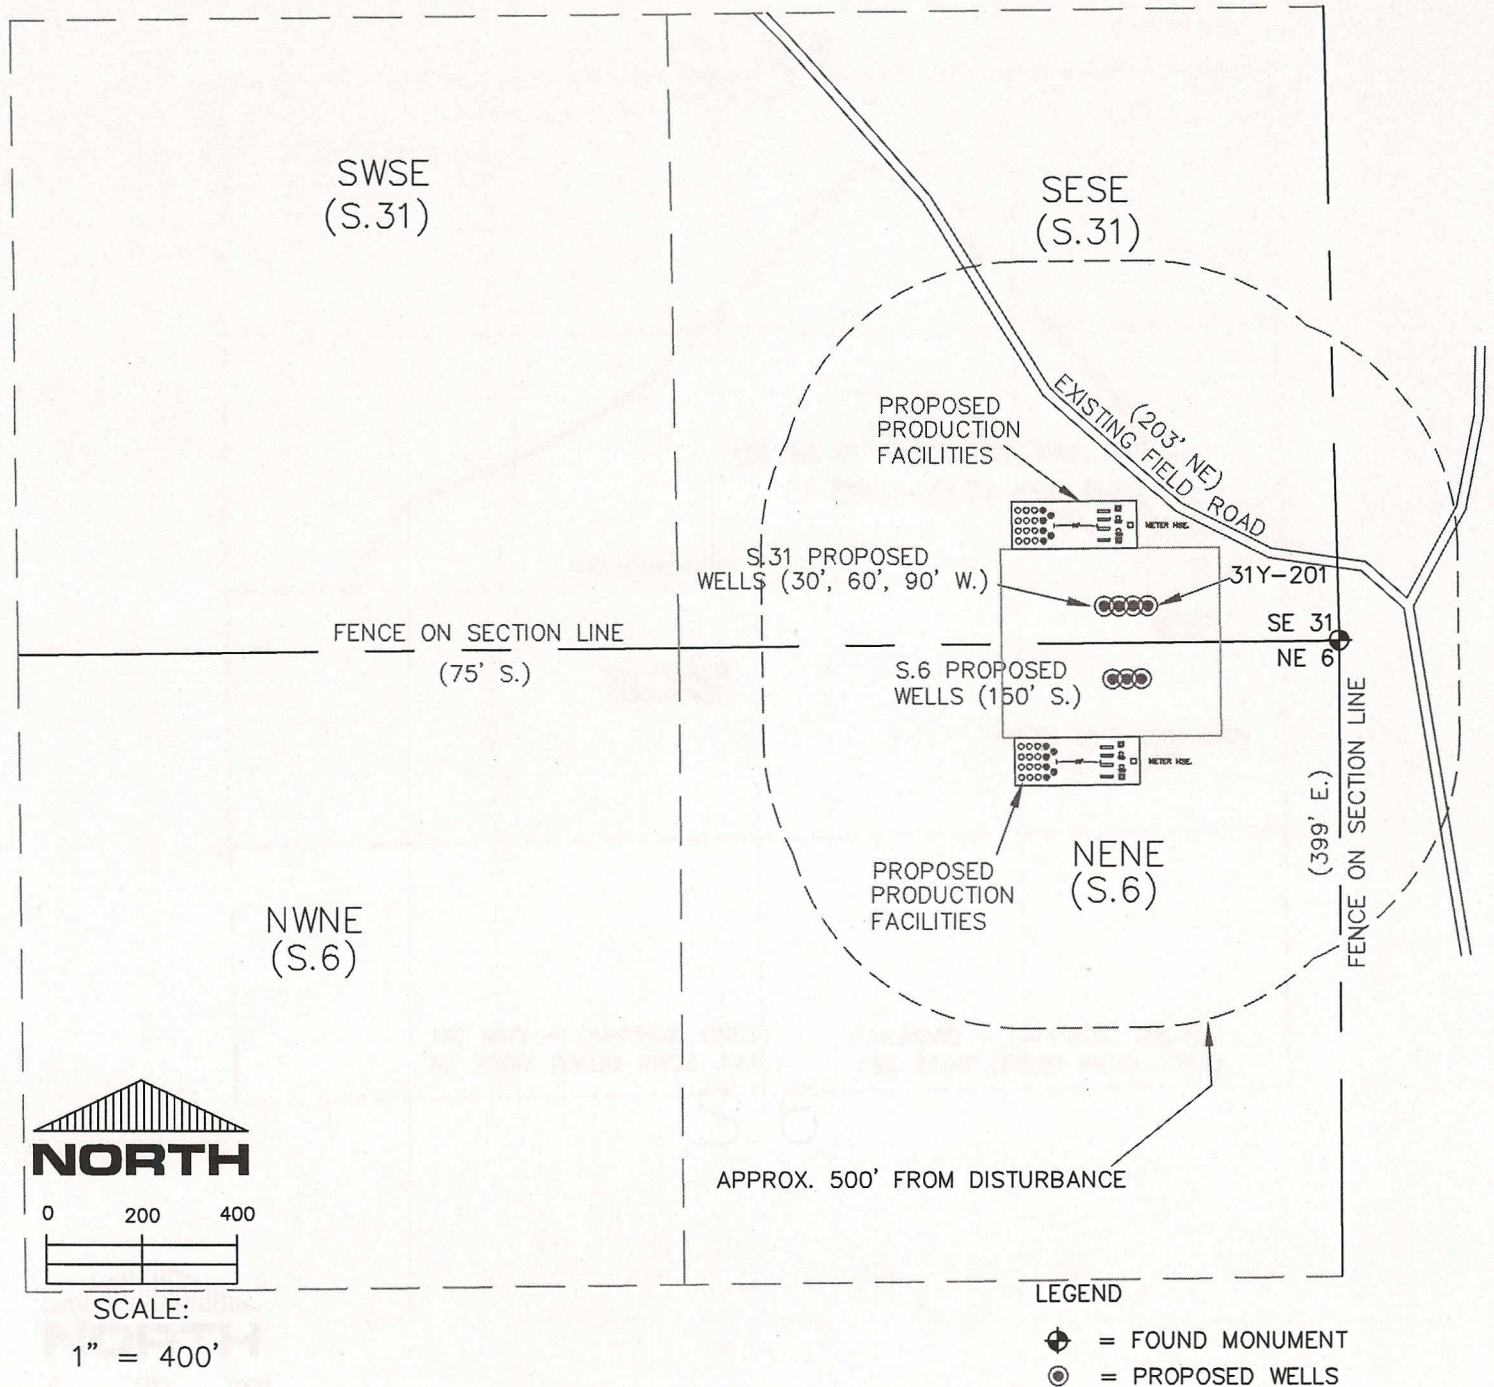 SWSE
(S.31)
SESE
(S.31)
PROPOSED
PRODUCTION
FACILITIES
(203' NE)
EXISTING FIELD ROAD
METER HSE.
S.31 PROPOSED
WELLS (30', 60', 90' W.)
31Y-201
FENCE ON SECTION LINE
(75' S.)
SE 31
NE 6
S.6 PROPOSED
WELLS (150' S.)
METER HSE.
(399' E.)
FENCE ON SECTION LINE
PROPOSED
PRODUCTION
FACILITIES
NENE
(S.6)
NWNE
(S.6)
APPROX. 500' FROM DISTURBANCE
NORTH
0 200 400
SCALE:
1" = 400'
LEGEND
= FOUND MONUMENT
= PROPOSED WELLS